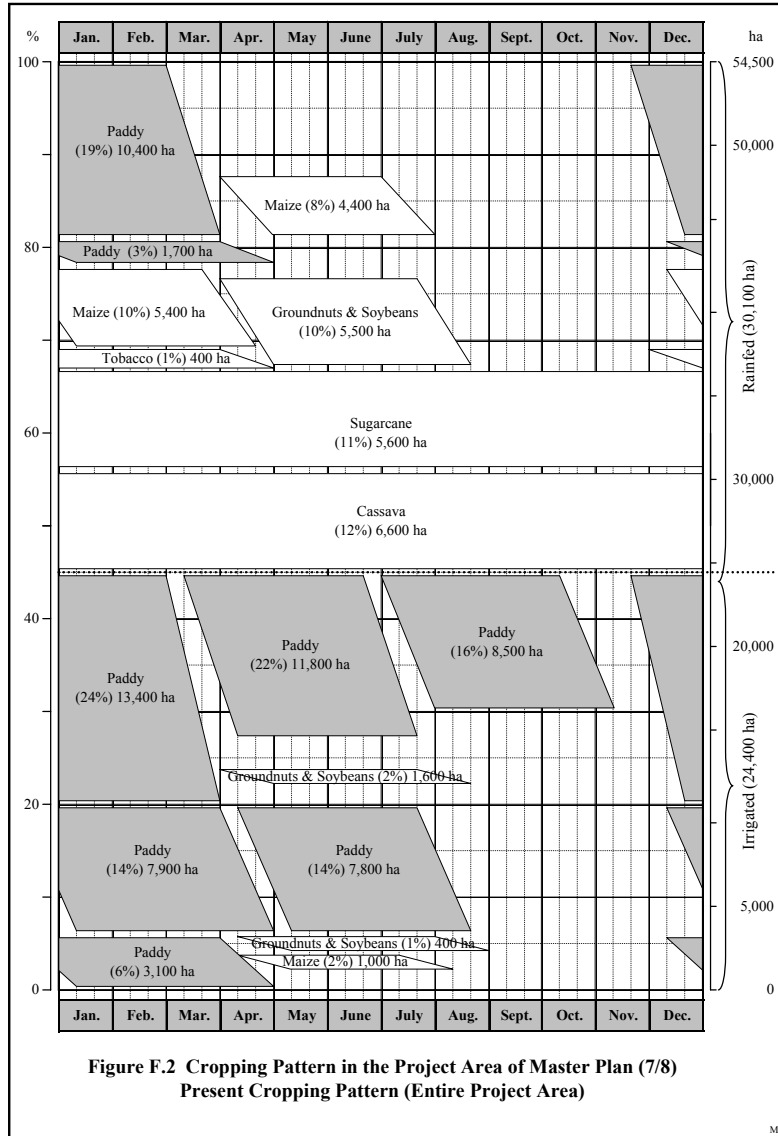 % Jan. Feb. Mar. Apr. May June July Aug. Sept. Oct. Nov. Dec. ha
100
80
60
40
20
0
54,500
50,000
30,000
20,000
5,000
0
Paddy
(19%) 10,400 ha
Maize (8%) 4,400 ha
Paddy (3%) 1,700 ha
Maize (10%) 5,400 ha
Groundnuts & Soybeans
(10%) 5,500 ha
Tobacco (1%) 400 ha
Sugarcane
(11%) 5,600 ha
Cassava
(12%) 6,600 ha
Rainfed (30,100 ha)
Paddy
(24%) 13,400 ha
Paddy
(22%) 11,800 ha
Paddy
(16%) 8,500 ha
Groundnuts & Soybeans (2%) 1,600 ha
Paddy
(14%) 7,900 ha
Paddy
(14%) 7,800 ha
Groundnuts & Soybeans (1%) 400 ha
Maize (2%) 1,000 ha
Paddy
(6%) 3,100 ha
Irrigated (24,400 ha)
Jan. Feb. Mar. Apr. May June July Aug. Sept. Oct. Nov. Dec.
Figure F.2 Cropping Pattern in the Project Area of Master Plan (7/8)
Present Cropping Pattern (Entire Project Area)
M